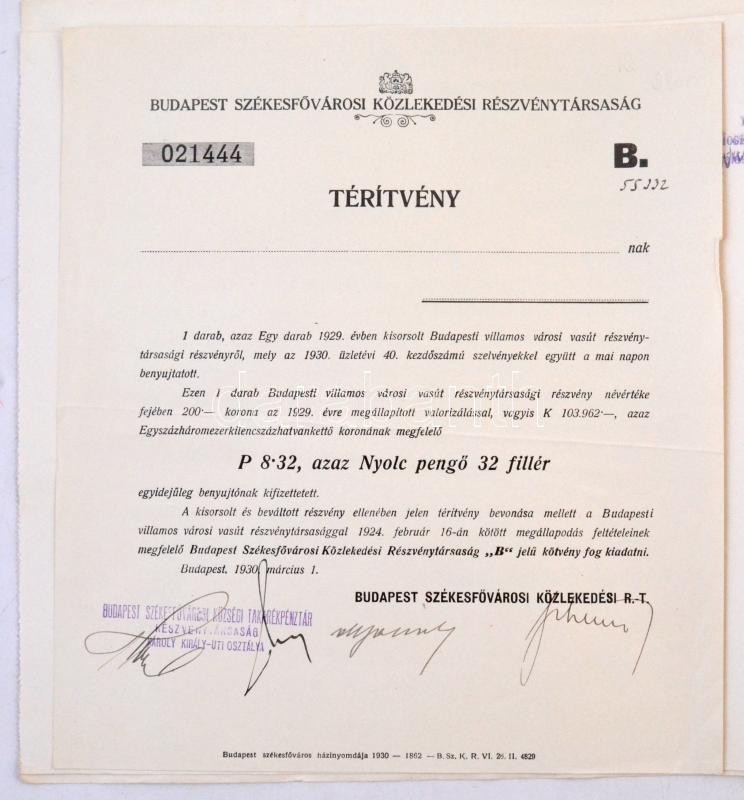 BUDAPEST SZÉKESFŐVÁROSI KÖZLEKEDÉSI RÉSZVÉNYTÁRSASÁG
021444 B.
55332
TÉRÍTVÉNY
nak
1 darab, azaz Egy darab 1929. évben kisorsolt Budapesti villamos városi vasút részvény-
társasági részvényről, mely az 1930. üzletévi 40. kezdőszámú szelvényekkel együtt a mai napon
benyujtatott.
Ezen 1 darab Budapesti villamos városi vasút részvénytársasági részvény névértéke
fejében 200·— korona az 1929. évre megállapított valorizálással, vagyis K 103.962·—, azaz
Egyszázháromezerkilencszázhatvankettő koronának megfelelő
P 8·32, azaz Nyolc pengő 32 fillér
egyidejűleg benyujtónak kifizettetett.
A kisorsolt és beváltott részvény ellenében jelen térítvény bevonása mellett a Budapesti
villamos városi vasút részvénytársasággal 1924. február 16-án kötött megállapodás feltételeinek
megfelelő Budapest Székesfővárosi Közlekedési Részvénytársaság „B“ jelű kötvény fog kiadatni.
Budapest, 1930. március 1.
BUDAPEST SZÉKESFŐVÁROSI KÖZLEKEDÉSI R.-T.
BUDAPEST SZÉKESFŐVÁROSI KÖZSÉGI TAKARÉKPÉNZTÁR
RÉSZVÉNYTÁRSASÁG
KÁROLY KIRÁLY-UTI OSZTÁLYA
Budapest székesfőváros házinyomdája 1930 — 1862 — B. Sz. K. R. VI. 26. II. 4829